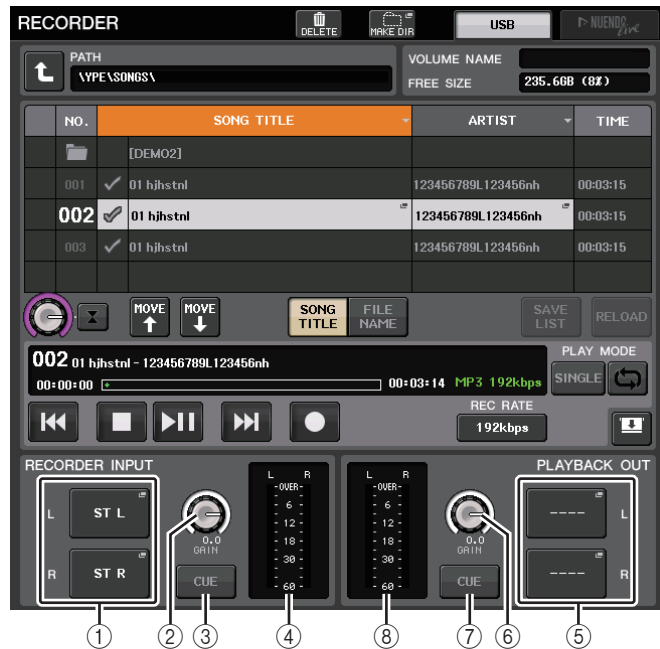 RECORDER
DELETE
MAKE DIR
USB
NUENDO Live
PATH
\YPE\SONGS\
VOLUME NAME
FREE SIZE 235.6GB (8%)
NO. SONG TITLE ARTIST TIME
[DEMO2]
001 01 hjhstnl 123456789L123456nh 00:03:15
002 01 hjhstnl 123456789L123456nh 00:03:15
003 01 hjhstnl 123456789L123456nh 00:03:15
MOVE
MOVE
SONG TITLE
FILE NAME
SAVE LIST
RELOAD
002 01 hjhstnl - 123456789L123456nh
00:00:00 00:03:14 MP3 192kbps
PLAY MODE
SINGLE
REC RATE
192kbps
RECORDER INPUT
L ST L
R ST R
0.0
GAIN
CUE
L R
-OVER-
- 6 -
- 12 -
- 18 -
- 30 -
- 60 -
L R
-OVER-
- 6 -
- 12 -
- 18 -
- 30 -
- 60 -
0.0
GAIN
CUE
PLAYBACK OUT
---- L
---- R
① ② ③ ④ ⑧ ⑦ ⑥ ⑤